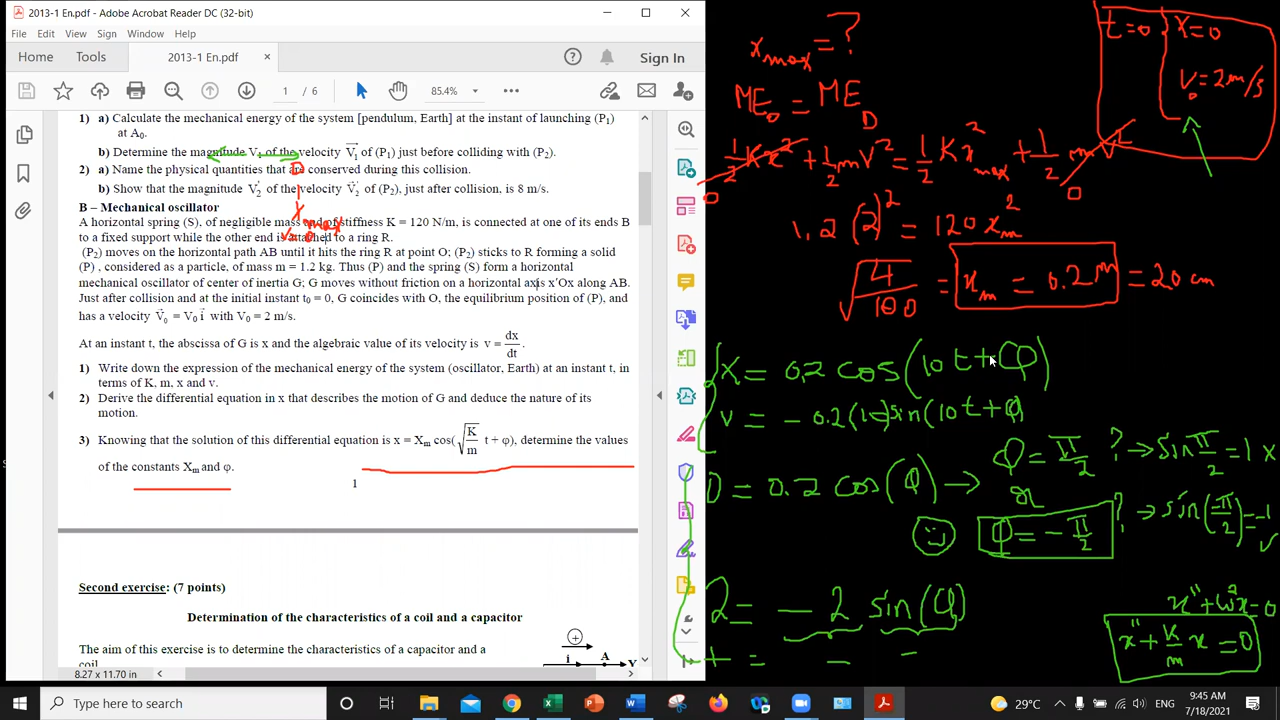 2013-1 En.pdf - Adobe Acrobat Reader DC (32-bit)
File Edit View Sign Window Help
Home Tools 2013-1 En.pdf × Sign In
1 / 6 85.4%
1) a) Calculate the mechanical energy of the system [pendulum, Earth] at the instant of launching (P₁)
at A₀.
b) Determine the magnitude V₁ of the velocity V₁ of (P₁) just before colliding with (P₂).
2) a) Name the physical quantities that are conserved during this collision.
b) Show that the magnitude V'₂ of the velocity V'₂ of (P₂), just after collision, is 8 m/s.
B – Mechanical oscillator
A horizontal spring (S), of negligible mass and of stiffness K = 120 N/m, is connected at one of its ends B
to a fixed support while the other end is attached to a ring R.
(P₂) moves on the horizontal path AB until it hits the ring R at point O; (P₂) sticks to R forming a solid
(P) , considered as a particle, of mass m = 1.2 kg. Thus (P) and the spring (S) form a horizontal
mechanical oscillator of center of inertia G; G moves without friction on a horizontal axis x'Ox along AB.
Just after collision and at the initial instant t₀ = 0, G coincides with O, the equilibrium position of (P), and
has a velocity V₀ = V₀ i with V₀ = 2 m/s.
At an instant t, the abscissa of G is x and the algebraic value of its velocity is v = dx/dt.
1) Write down the expression of the mechanical energy of the system (oscillator, Earth) at an instant t, in
terms of K, m, x and v.
2) Derive the differential equation in x that describes the motion of G and deduce the nature of its
motion.
3) Knowing that the solution of this differential equation is x = Xₘ cos(√(K/m) t + φ), determine the values
of the constants Xₘ and φ.
1
Second exercise: (7 points)
Determination of the characteristics of a coil and a capacitor
The aim of this exercise is to determine the characteristics of a capacitor and a
coil
+
i A Y
8.27 x 11.70 in
D
x max
v=0
x max = ?
t=0 { x=0
V₀=2m/s
ME₀ = ME D
½Kx² + ½mV² = ½Kx²max + ½mV²
0 0
1.2(2)² = 120 x²m
√(4/100) = xm = 0.2m = 20 cm
x = 0.2 cos(10t+φ)
v = -0.2(10)sin(10t+φ)
φ = π/2 ? → sin π/2 = 1 x
0 = 0.2 cos(φ) →
or
φ = -π/2 ? → sin(-π/2) = -1 ✓
2 = -2 sin(φ)
+ = - -
x'' + ω²x = 0
x'' + K/m x = 0
Type here to search
29°C ENG 9:45 AM
7/18/2021